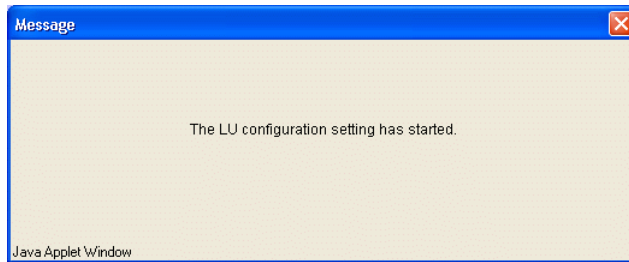 Message
The LU configuration setting has started.
Java Applet Window